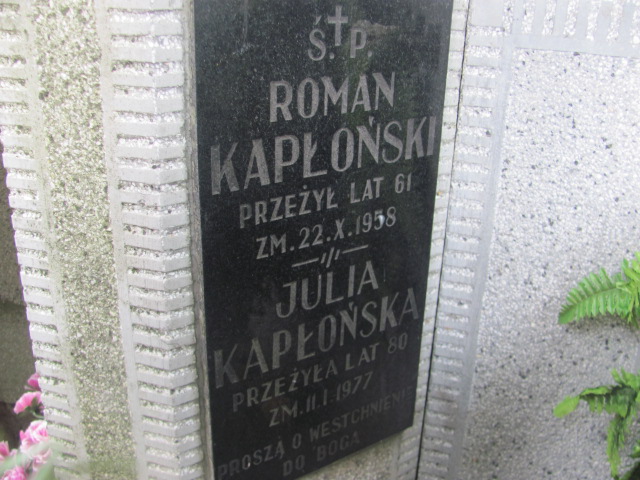 Ś. P.
ROMAN
KAPŁOŃSKI
PRZEŻYŁ LAT 61
ZM. 22.X.1958
JULIA
KAPŁOŃSKA
PRZEŻYŁA LAT 80
ZM. 11.I.1977
PROSZĄ O WESTCHNIENIE
DO BOGA